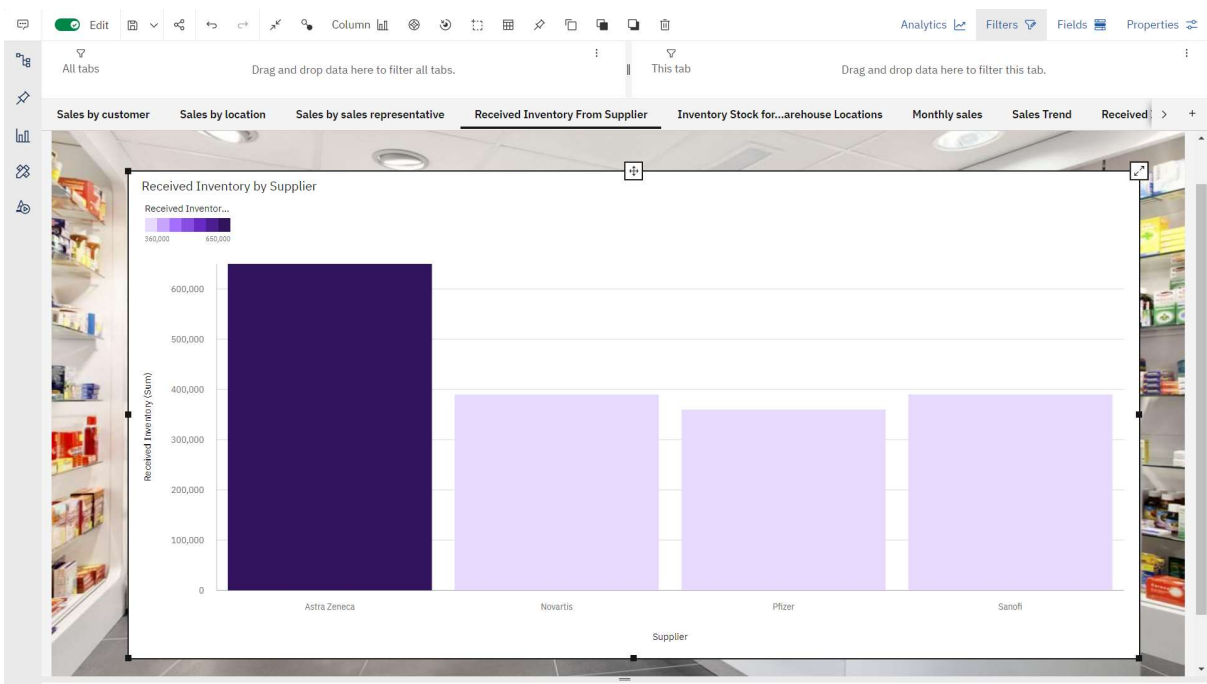 Edit
Column
Analytics
Filters
Fields
Properties
All tabs
Drag and drop data here to filter all tabs.
This tab
Drag and drop data here to filter this tab.
Sales by customer
Sales by location
Sales by sales representative
Received Inventory From Supplier
Inventory Stock for...arehouse Locations
Monthly sales
Sales Trend
Received
Received Inventory by Supplier
Received Inventor...
360,000 650,000
600,000
500,000
400,000
300,000
200,000
100,000
0
Received Inventory (Sum)
Astra Zeneca
Novartis
Pfizer
Sanofi
Supplier